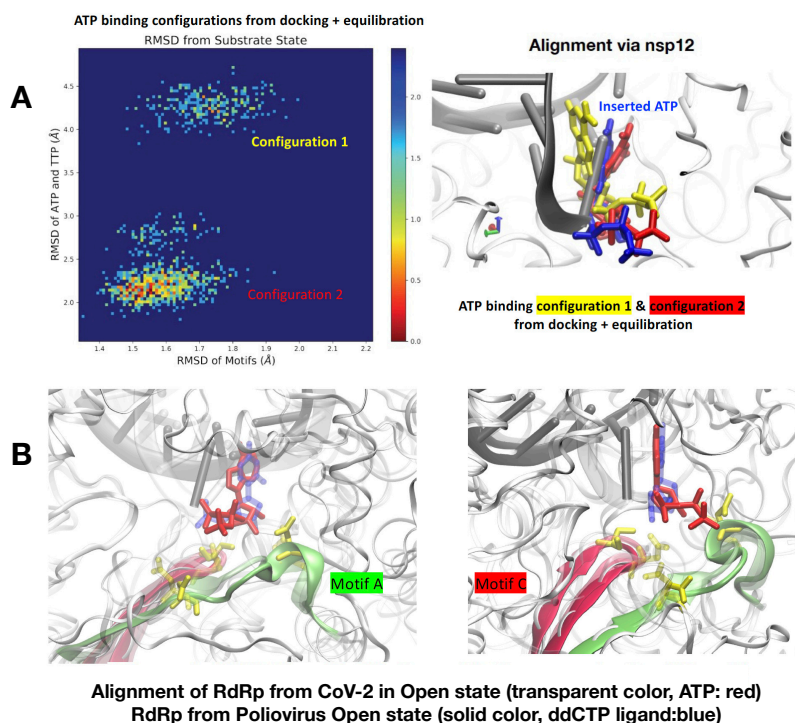 ATP binding configurations from docking + equilibration
RMSD from Substrate State
A
RMSD of ATP and TTP (Å)
4.5
4.0
3.5
3.0
2.5
2.0
Configuration 1
Configuration 2
1.4 1.5 1.6 1.7 1.8 1.9 2.0 2.1 2.2
RMSD of Motifs (Å)
2.0
1.5
1.0
0.5
0.0
Alignment via nsp12
Inserted ATP
ATP binding configuration 1 & configuration 2
from docking + equilibration
B
Motif A
Motif C
Alignment of RdRp from CoV-2 in Open state (transparent color, ATP: red)
RdRp from Poliovirus Open state (solid color, ddCTP ligand:blue)